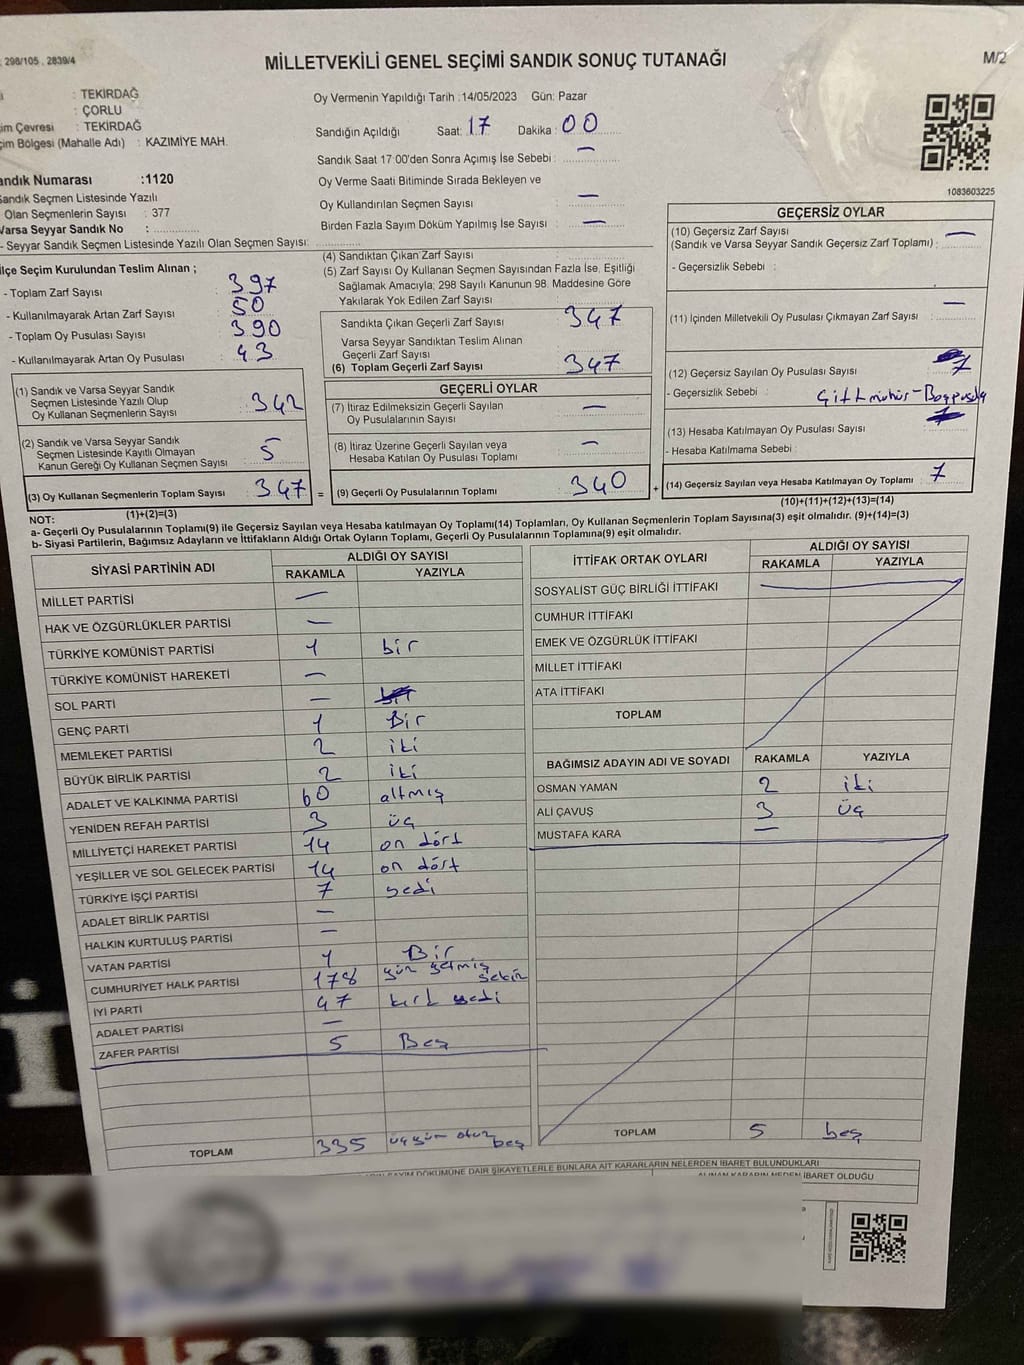 298/105 , 2839/4
MİLLETVEKİLİ GENEL SEÇİMİ SANDIK SONUÇ TUTANAĞI
M/2
: TEKİRDAĞ
: ÇORLU
im Çevresi : TEKİRDAĞ
çim Bölgesi (Mahalle Adı) : KAZIMİYE MAH.
Oy Vermenin Yapıldığı Tarih :14/05/2023 Gün: Pazar
Sandığın Açıldığı Saat: 17 Dakika : 00
Sandık Saat 17:00'den Sonra Açımış İse Sebebi : —
Oy Verme Saati Bitiminde Sırada Bekleyen ve
Oy Kullandırılan Seçmen Sayısı —
Birden Fazla Sayım Döküm Yapılmış İse Sayısı —
1083603225
andık Numarası :1120
Sandık Seçmen Listesinde Yazılı
Olan Seçmenlerin Sayısı : 377
Varsa Seyyar Sandık No :
- Seyyar Sandık Seçmen Listesinde Yazılı Olan Seçmen Sayısı:
lçe Seçim Kurulundan Teslim Alınan ;
- Toplam Zarf Sayısı 397
- Kullanılmayarak Artan Zarf Sayısı 50
- Toplam Oy Pusulası Sayısı 390
- Kullanılmayarak Artan Oy Pusulası 43
(1) Sandık ve Varsa Seyyar Sandık
Seçmen Listesinde Yazılı Olup
Oy Kullanan Seçmenlerin Sayısı 342
(2) Sandık ve Varsa Seyyar Sandık
Seçmen Listesinde Kayıtlı Olmayan
Kanun Gereği Oy Kullanan Seçmen Sayısı 5
(3) Oy Kullanan Seçmenlerin Toplam Sayısı 347 =
(1)+(2)=(3)
(4) Sandıktan Çıkan Zarf Sayısı
(5) Zarf Sayısı Oy Kullanan Seçmen Sayısından Fazla İse, Eşitliği
Sağlamak Amacıyla; 298 Sayılı Kanunun 98. Maddesine Göre
Yakılarak Yok Edilen Zarf Sayısı
Sandıkta Çıkan Geçerli Zarf Sayısı 347
Varsa Seyyar Sandıktan Teslim Alınan
Geçerli Zarf Sayısı
(6) Toplam Geçerli Zarf Sayısı 347
GEÇERLİ OYLAR
(7) İtiraz Edilmeksizin Geçerli Sayılan
Oy Pusulalarının Sayısı —
(8) İtiraz Üzerine Geçerli Sayılan veya
Hesaba Katılan Oy Pusulası Toplamı —
(9) Geçerli Oy Pusulalarının Toplamı 340 +
GEÇERSİZ OYLAR
(10) Geçersiz Zarf Sayısı —
(Sandık ve Varsa Seyyar Sandık Geçersiz Zarf Toplamı) :
- Geçersizlik Sebebi :
(11) İçinden Milletvekili Oy Pusulası Çıkmayan Zarf Sayısı —
(12) Geçersiz Sayılan Oy Pusulası Sayısı 7
- Geçersizlik Sebebi : Çift mühür-Boş pusula
(13) Hesaba Katılmayan Oy Pusulası Sayısı
- Hesaba Katılmama Sebebi :
(14) Geçersiz Sayılan veya Hesaba Katılmayan Oy Toplamı 7
(10)+(11)+(12)+(13)=(14)
NOT:
a- Geçerli Oy Pusulalarının Toplamı(9) ile Geçersiz Sayılan veya Hesaba katılmayan Oy Toplamı(14) Toplamları, Oy Kullanan Seçmenlerin Toplam Sayısına(3) eşit olmalıdır. (9)+(14)=(3)
b- Siyasi Partilerin, Bağımsız Adayların ve İttifakların Aldığı Ortak Oyların Toplamı, Geçerli Oy Pusulalarının Toplamına(9) eşit olmalıdır.
SİYASİ PARTİNİN ADI ALDIĞI OY SAYISI
RAKAMLA YAZIYLA
MİLLET PARTİSİ —
HAK VE ÖZGÜRLÜKLER PARTİSİ —
TÜRKİYE KOMÜNİST PARTİSİ 1 bir
TÜRKİYE KOMÜNİST HAREKETİ —
SOL PARTİ —
GENÇ PARTİ 1 Bir
MEMLEKET PARTİSİ 2 iki
BÜYÜK BİRLİK PARTİSİ 2 iki
ADALET VE KALKINMA PARTİSİ 60 altmış
YENİDEN REFAH PARTİSİ 3 üç
MİLLİYETÇİ HAREKET PARTİSİ 14 on dört
YEŞİLLER VE SOL GELECEK PARTİSİ 14 on dört
TÜRKİYE İŞÇİ PARTİSİ 7 yedi
ADALET BİRLİK PARTİSİ —
HALKIN KURTULUŞ PARTİSİ —
VATAN PARTİSİ 1 Bir
CUMHURİYET HALK PARTİSİ 178 yüz yetmiş sekiz
İYİ PARTİ 47 kırk yedi
ADALET PARTİSİ —
ZAFER PARTİSİ 5 Beş
TOPLAM 335 üçyüz otuz beş
İTTİFAK ORTAK OYLARI ALDIĞI OY SAYISI
RAKAMLA YAZIYLA
SOSYALİST GÜÇ BİRLİĞİ İTTİFAKI
CUMHUR İTTİFAKI
EMEK VE ÖZGÜRLÜK İTTİFAKI
MİLLET İTTİFAKI
ATA İTTİFAKI
TOPLAM
BAĞIMSIZ ADAYIN ADI VE SOYADI RAKAMLA YAZIYLA
OSMAN YAMAN 2 iki
ALİ ÇAVUŞ 3 üç
MUSTAFA KARA —
TOPLAM 5 beş
SAYIM DÖKÜMÜNE DAİR ŞİKAYETLERLE BUNLARA AİT KARARLARIN NELERDEN İBARET BULUNDUKLARI
ALINAN KARARIN NEDEN İBARET OLDUĞU